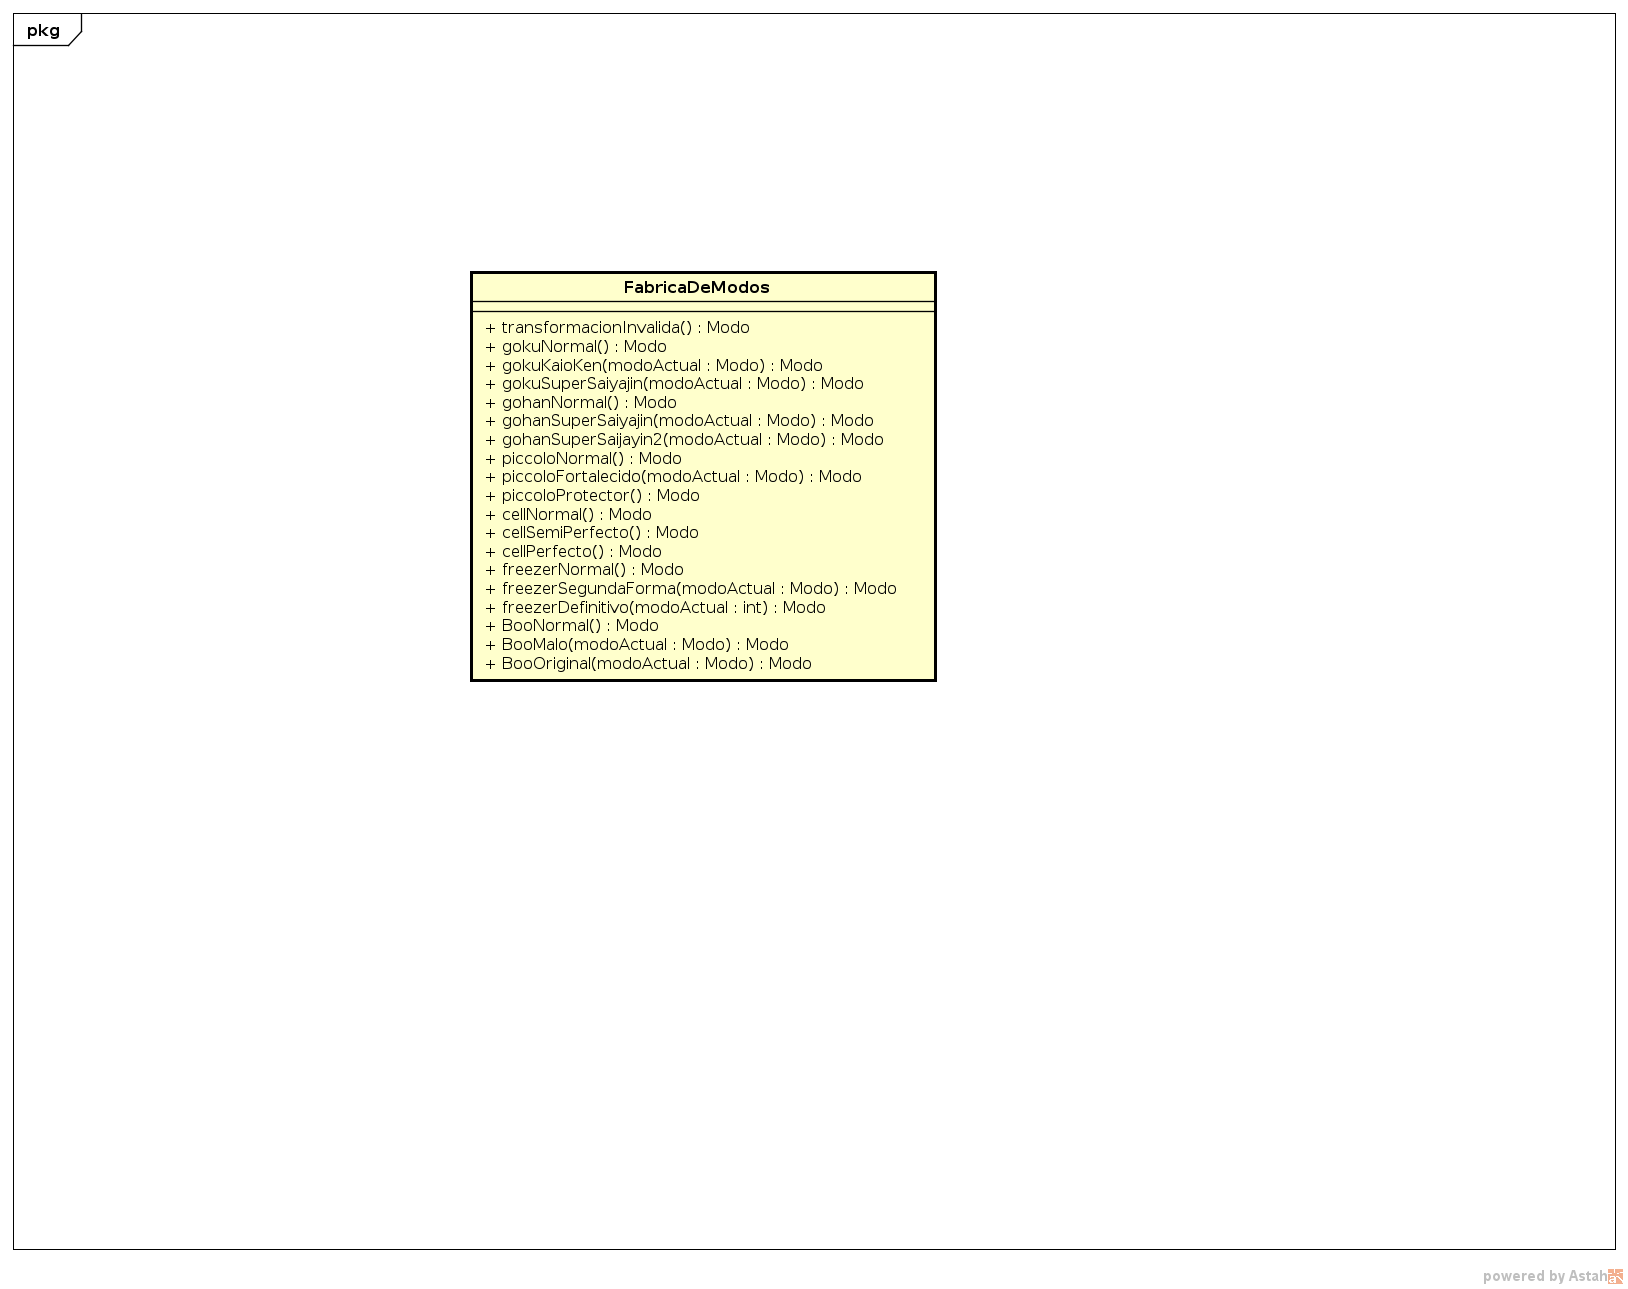 pkg
FabricaDeModos
+ transformacionInvalida() : Modo
+ gokuNormal() : Modo
+ gokuKaioKen(modoActual : Modo) : Modo
+ gokuSuperSaiyajin(modoActual : Modo) : Modo
+ gohanNormal() : Modo
+ gohanSuperSaiyajin(modoActual : Modo) : Modo
+ gohanSuperSaijayin2(modoActual : Modo) : Modo
+ piccoloNormal() : Modo
+ piccoloFortalecido(modoActual : Modo) : Modo
+ piccoloProtector() : Modo
+ cellNormal() : Modo
+ cellSemiPerfecto() : Modo
+ cellPerfecto() : Modo
+ freezerNormal() : Modo
+ freezerSegundaForma(modoActual : Modo) : Modo
+ freezerDefinitivo(modoActual : int) : Modo
+ BooNormal() : Modo
+ BooMalo(modoActual : Modo) : Modo
+ BooOriginal(modoActual : Modo) : Modo
powered by Astah